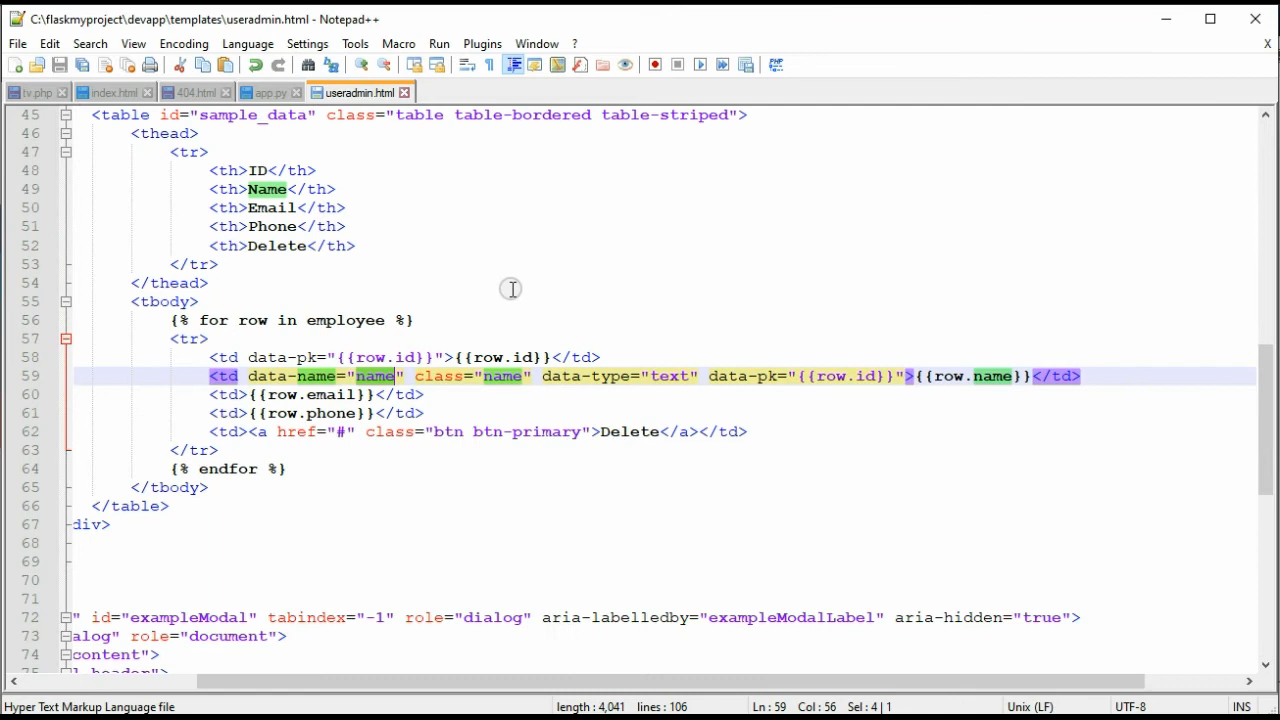 C:\flaskmyproject\devapp\templates\useradmin.html - Notepad++
File Edit Search View Encoding Language Settings Tools Macro Run Plugins Window ? X
tv.php index.html 404.html app.py useradmin.html
45 <table id="sample_data" class="table table-bordered table-striped">
46 <thead>
47 <tr>
48 <th>ID</th>
49 <th>Name</th>
50 <th>Email</th>
51 <th>Phone</th>
52 <th>Delete</th>
53 </tr>
54 </thead>
55 <tbody>
56 {% for row in employee %}
57 <tr>
58 <td data-pk="{{row.id}}">{{row.id}}</td>
59 <td data-name="name" class="name" data-type="text" data-pk="{{row.id}}">{{row.name}}</td>
60 <td>{{row.email}}</td>
61 <td>{{row.phone}}</td>
62 <td><a href="#" class="btn btn-primary">Delete</a></td>
63 </tr>
64 {% endfor %}
65 </tbody>
66 </table>
67 div>
68
69
70
71
72 " id="exampleModal" tabindex="-1" role="dialog" aria-labelledby="exampleModalLabel" aria-hidden="true">
73 alog" role="document">
74 content">
Hyper Text Markup Language file length : 4,041 lines : 106 Ln : 59 Col : 56 Sel : 4 | 1 Unix (LF) UTF-8 INS